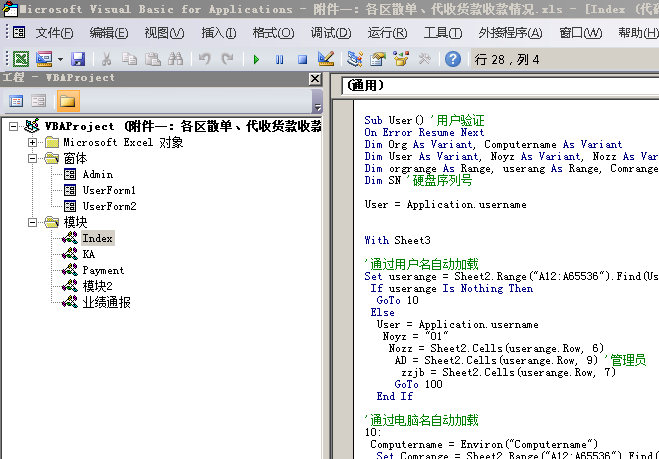 Microsoft Visual Basic for Applications - 附件一：各区散单、代收货款收款情况.xls - [Index (代码
文件(F) 编辑(E) 视图(V) 插入(I) 格式(O) 调试(D) 运行(R) 工具(T) 外接程序(A) 窗口(W) 帮助(H)
行 28，列 4
工程 - VBAProject
(通用)
VBAProject (附件一：各区散单、代收货款收款
Microsoft Excel 对象
窗体
Admin
UserForm1
UserForm2
模块
Index
KA
Payment
模块2
业绩通报
Sub User() '用户验证
On Error Resume Next
Dim Org As Variant, Computername As Variant
Dim User As Variant, Noyz As Variant, Nozz As Var
Dim orgrange As Range, userang As Range, Comrange
Dim SN '硬盘序列号
User = Application.username
With Sheet3
'通过用户名自动加载
Set userange = Sheet2.Range("A12:A65536").Find(Us
If userange Is Nothing Then
GoTo 10
Else
User = Application.username
Noyz = "01"
Nozz = Sheet2.Cells(userange.Row, 6)
AD = Sheet2.Cells(userange.Row, 9) '管理员
zzjb = Sheet2.Cells(userange.Row, 7)
GoTo 100
End If
'通过电脑名自动加载
10:
Computername = Environ("Computername")
Set Comrange = Sheet2.Range("A12:A65536").Find(